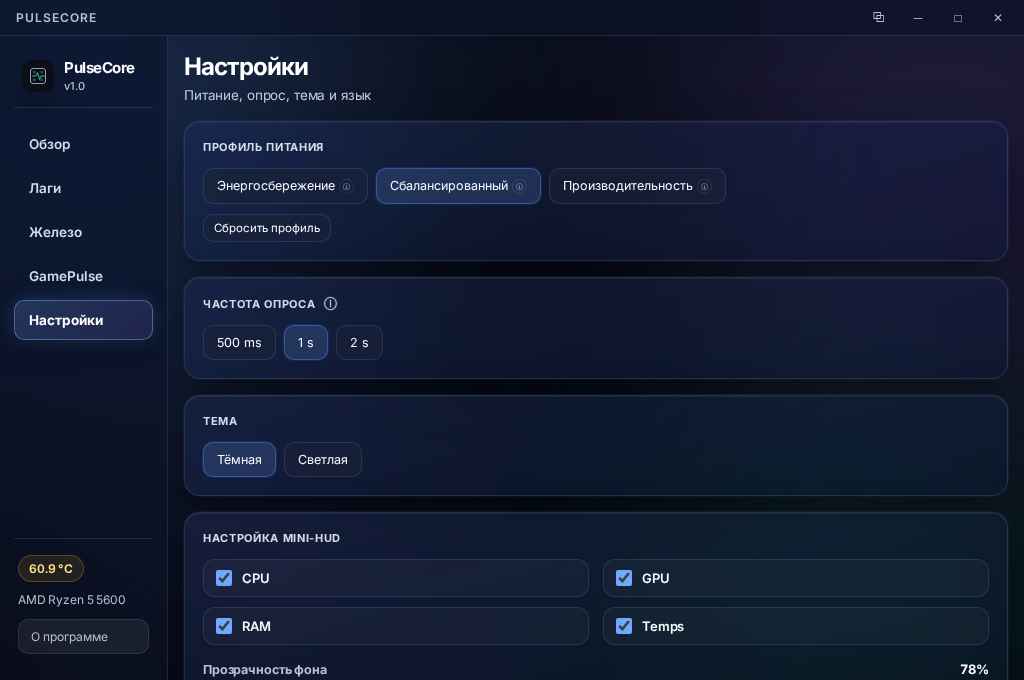 PULSECORE
PulseCore
v1.0
Обзор
Лаги
Железо
GamePulse
Настройки
60.9 °C
AMD Ryzen 5 5600
О программе
Настройки
Питание, опрос, тема и язык
ПРОФИЛЬ ПИТАНИЯ
Энергосбережение
Сбалансированный
Производительность
Сбросить профиль
ЧАСТОТА ОПРОСА
500 ms
1 s
2 s
ТЕМА
Тёмная
Светлая
НАСТРОЙКА MINI-HUD
CPU
GPU
RAM
Temps
Прозрачность фона
78%